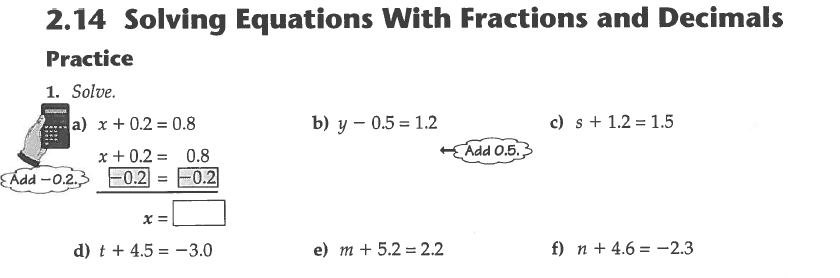 2.14 Solving Equations With Fractions and Decimals
Practice
1. Solve.
a) x + 0.2 = 0.8 b) y − 0.5 = 1.2 c) s + 1.2 = 1.5
Add 0.5.
x + 0.2 = 0.8
Add −0.2. −0.2 = −0.2
x =
d) t + 4.5 = −3.0 e) m + 5.2 = 2.2 f) n + 4.6 = −2.3